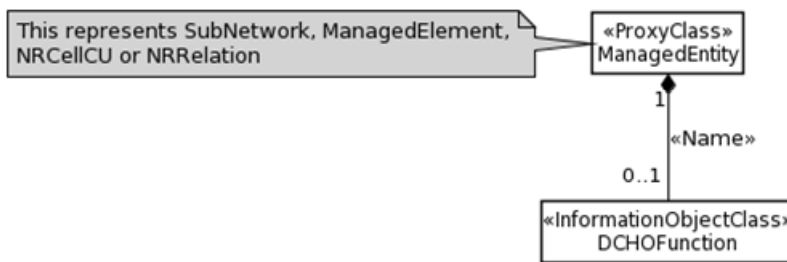 This represents SubNetwork, ManagedElement,
NRCellCU or NRRelation
«ProxyClass»
ManagedEntity
1
«Name»
0..1
«InformationObjectClass»
DCHOFunction